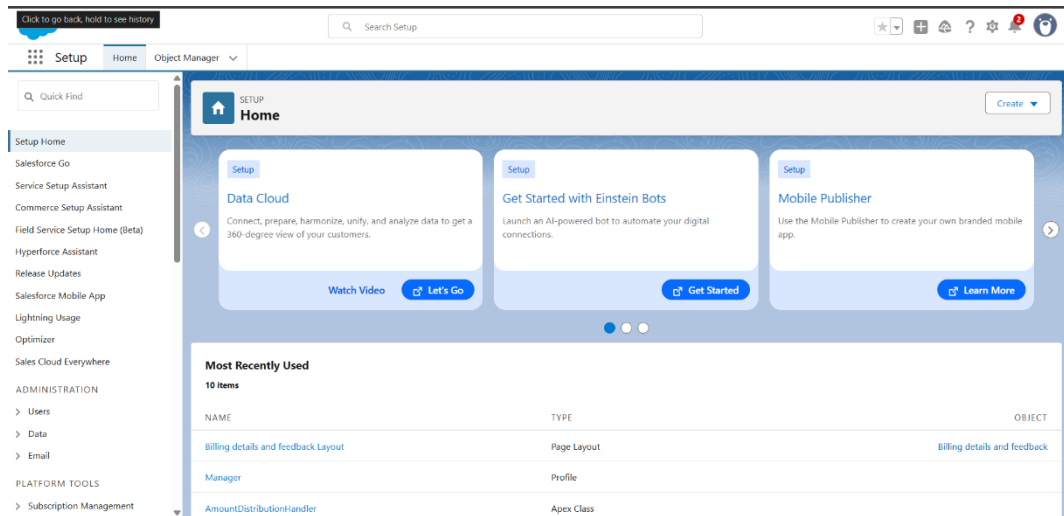 Click to go back, hold to see history
Search Setup
2
Setup
Home
Object Manager
Quick Find
Setup Home
Salesforce Go
Service Setup Assistant
Commerce Setup Assistant
Field Service Setup Home (Beta)
Hyperforce Assistant
Release Updates
Salesforce Mobile App
Lightning Usage
Optimizer
Sales Cloud Everywhere
ADMINISTRATION
Users
Data
Email
PLATFORM TOOLS
Subscription Management
SETUP
Home
Create
Setup
Data Cloud
Connect, prepare, harmonize, unify, and analyze data to get a
360-degree view of your customers.
Watch Video
Let's Go
Setup
Get Started with Einstein Bots
Launch an AI-powered bot to automate your digital
connections.
Get Started
Setup
Mobile Publisher
Use the Mobile Publisher to create your own branded mobile
app.
Learn More
Most Recently Used
10 items
NAME TYPE OBJECT
Billing details and feedback Layout Page Layout Billing details and feedback
Manager Profile
AmountDistributionHandler Apex Class